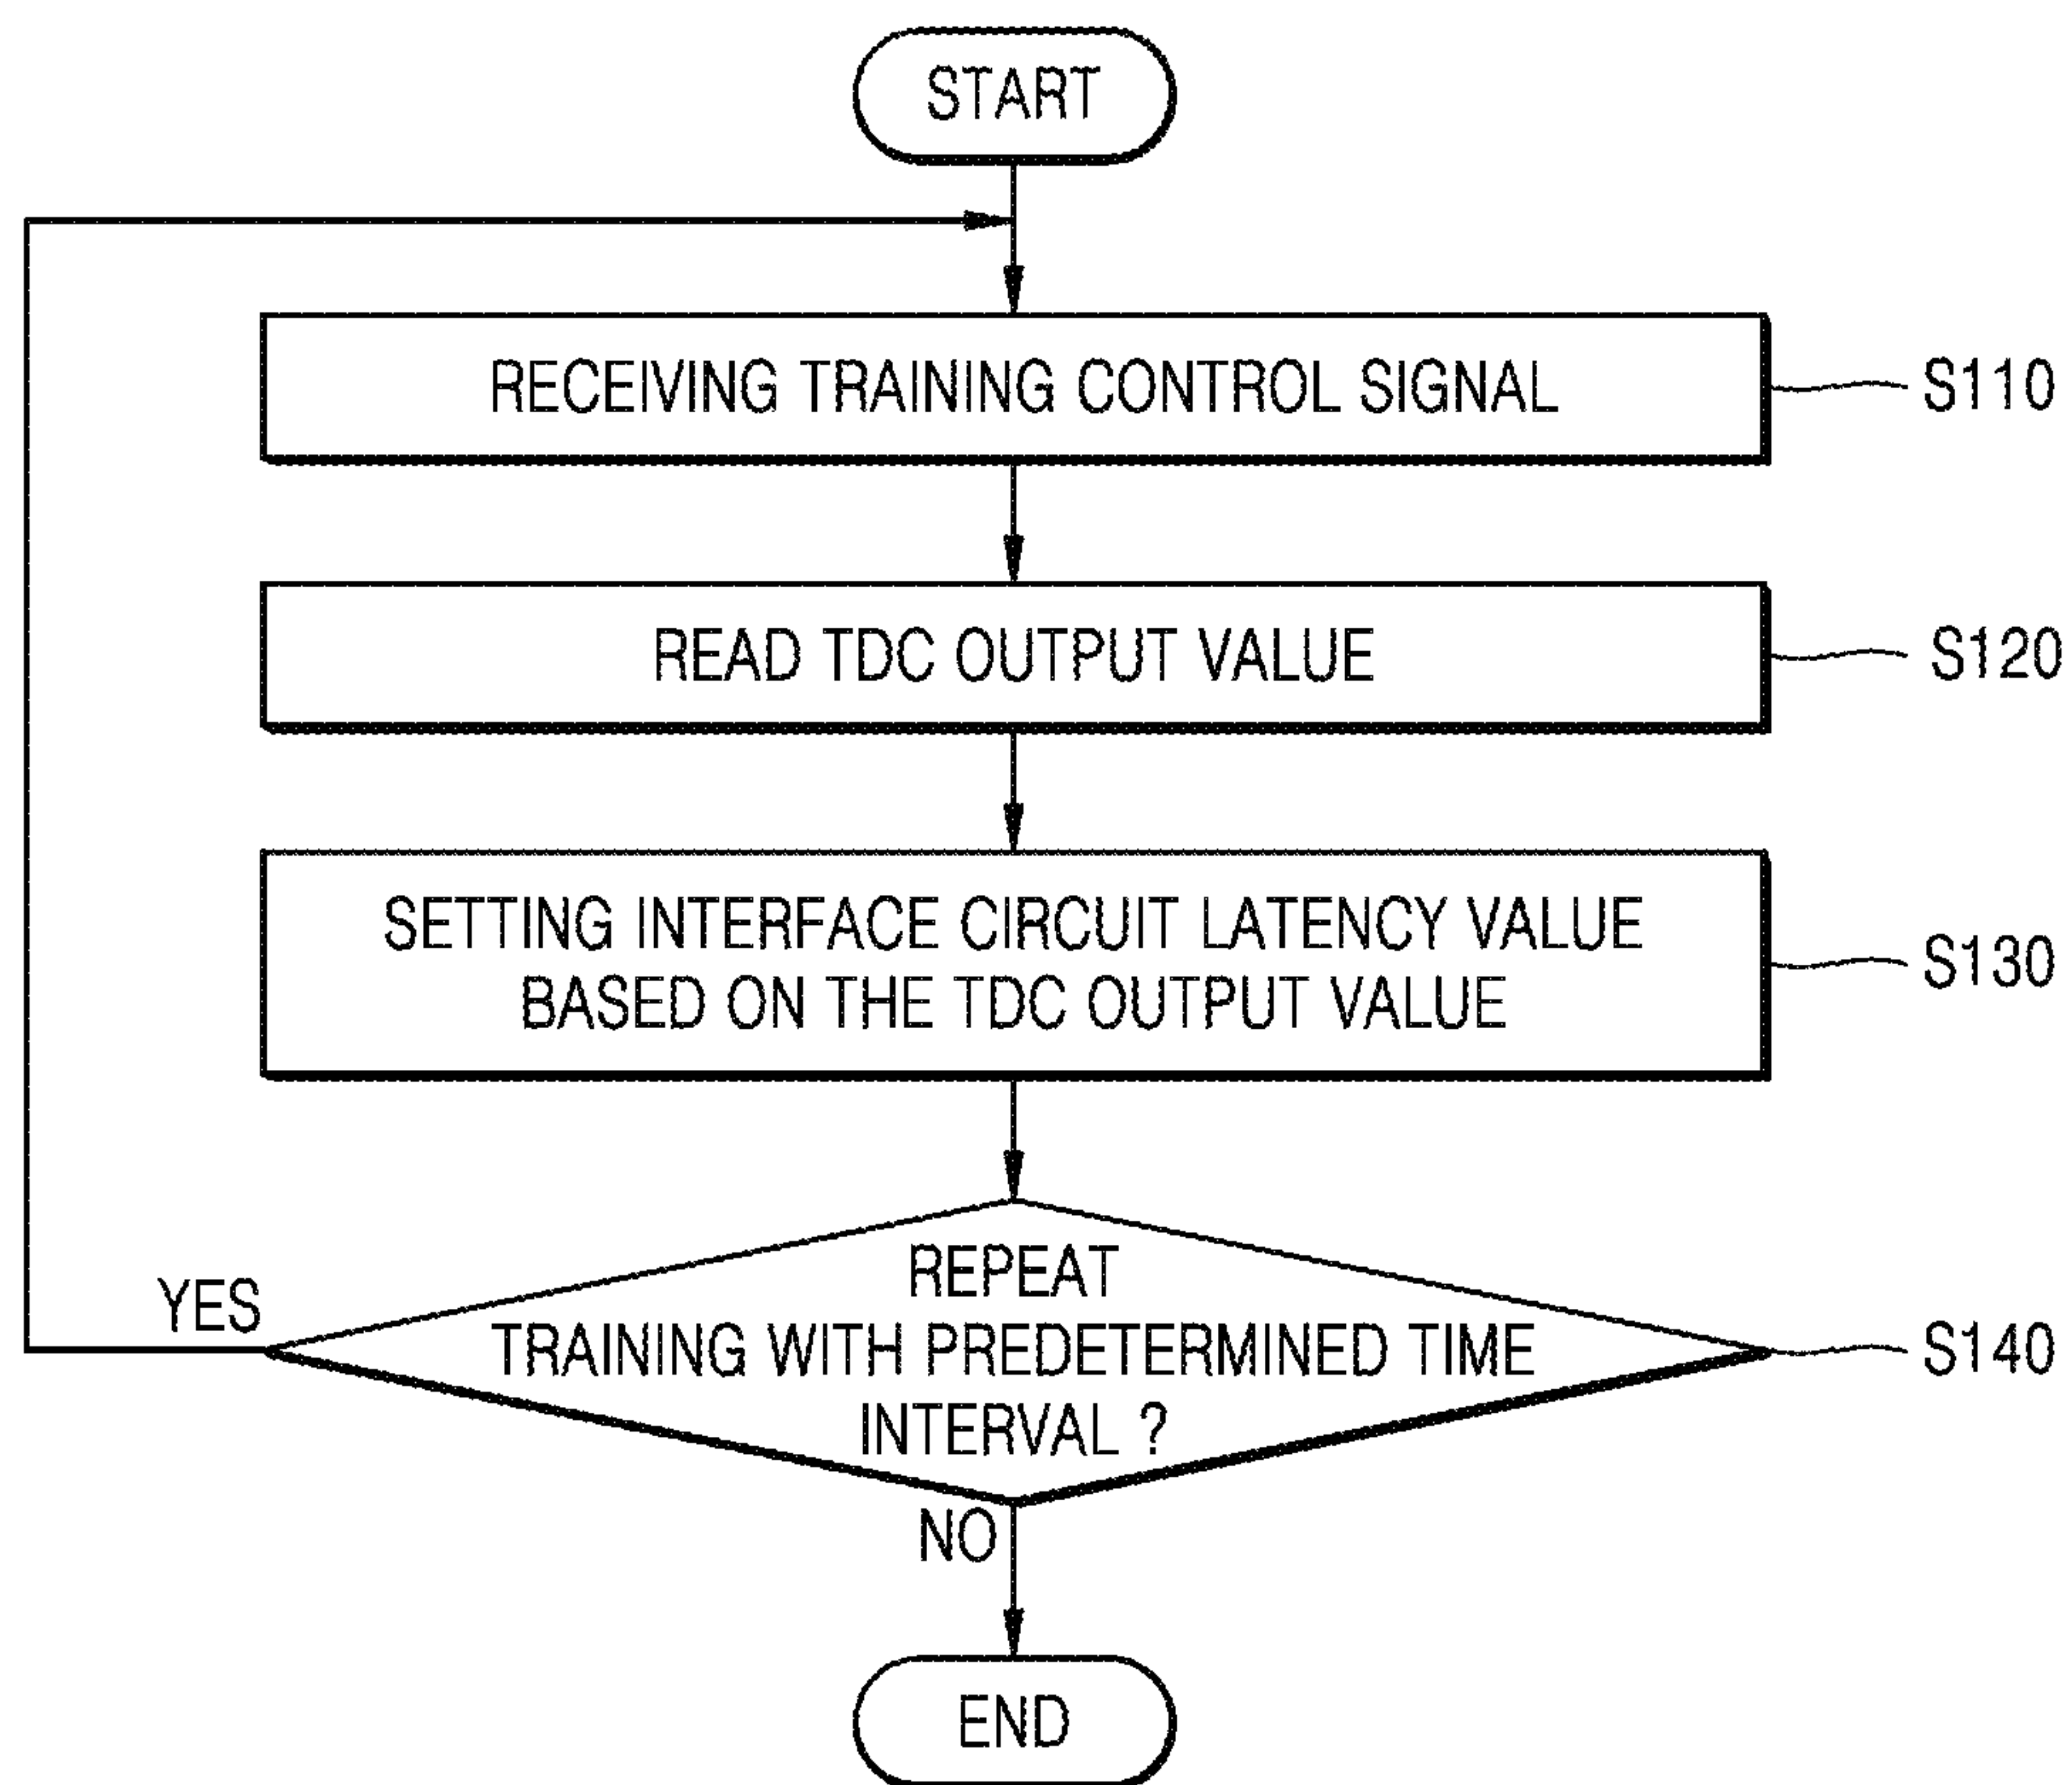 START
RECEIVING TRAINING CONTROL SIGNAL
S110
READ TDC OUTPUT VALUE
S120
SETTING INTERFACE CIRCUIT LATENCY VALUE
BASED ON THE TDC OUTPUT VALUE
S130
REPEAT
TRAINING WITH PREDETERMINED TIME
INTERVAL ?
YES
S140
NO
END